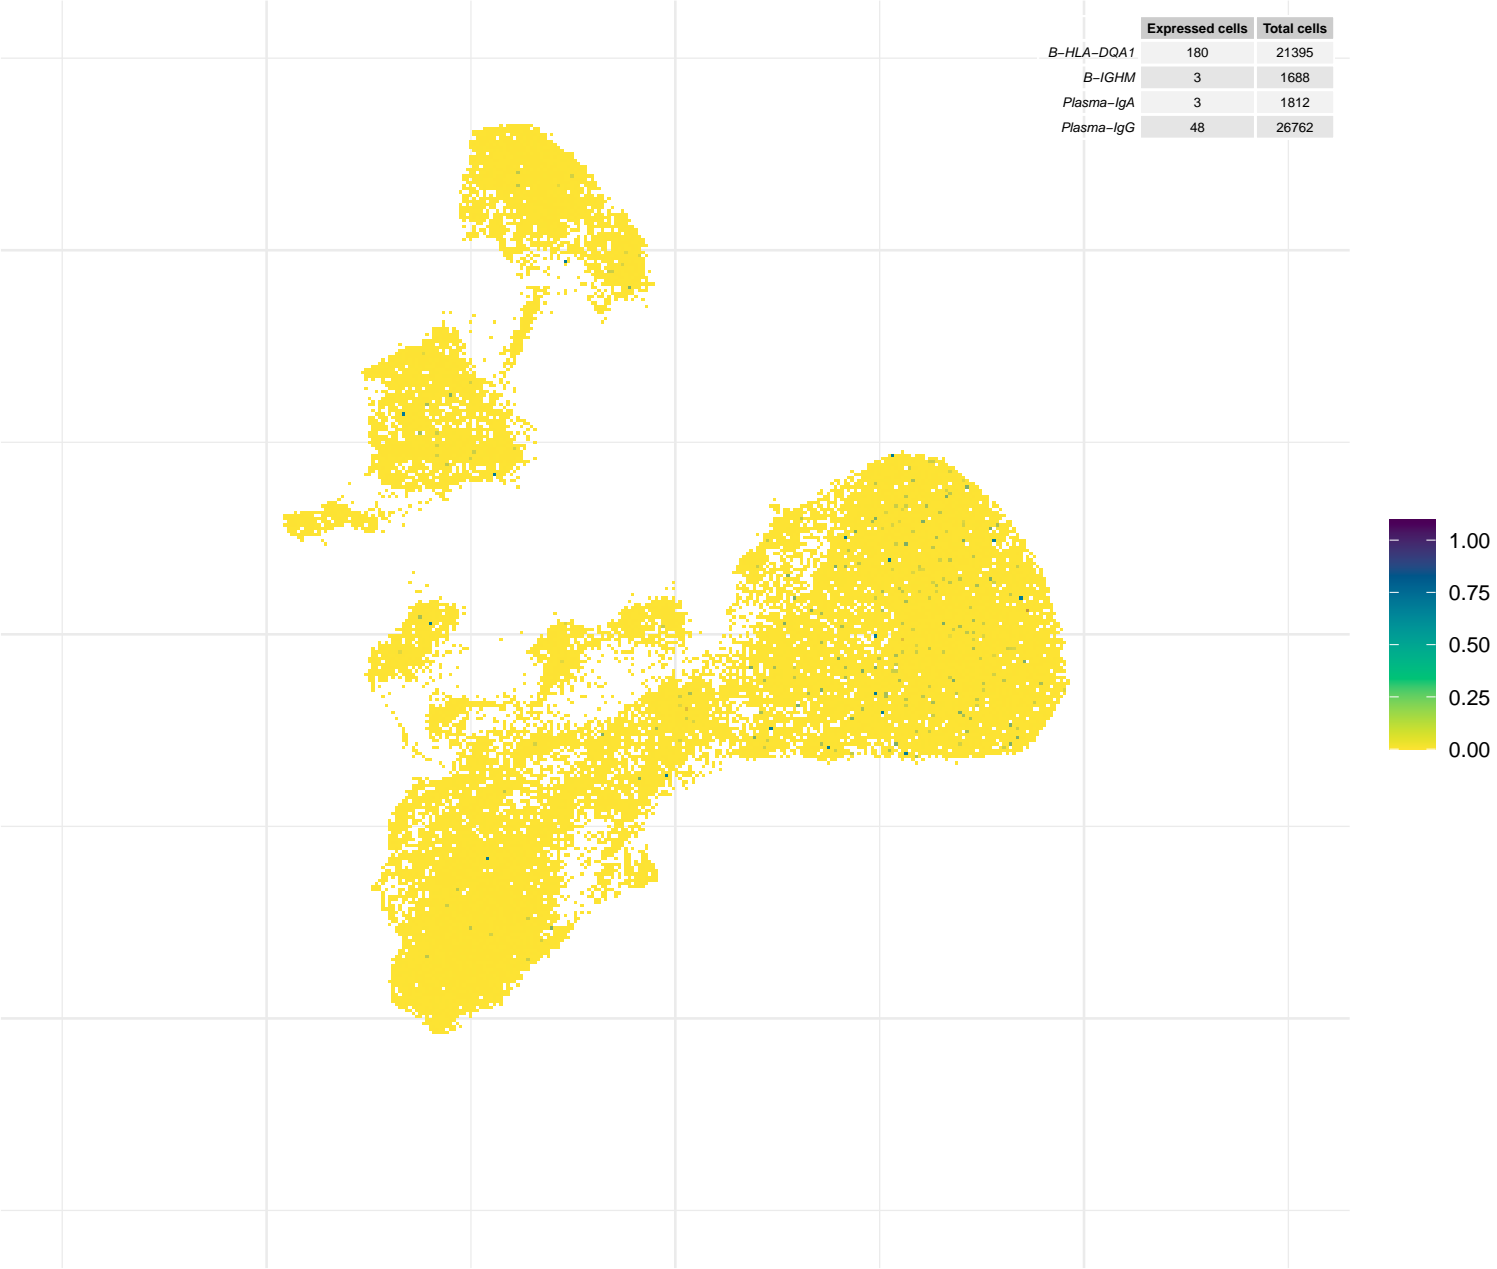 Expressed cells Total cells
B−HLA−DQA1 180 21395
B−IGHM 3 1688
Plasma−IgA 3 1812
Plasma−IgG 48 26762
1.00
0.75
0.50
0.25
0.00